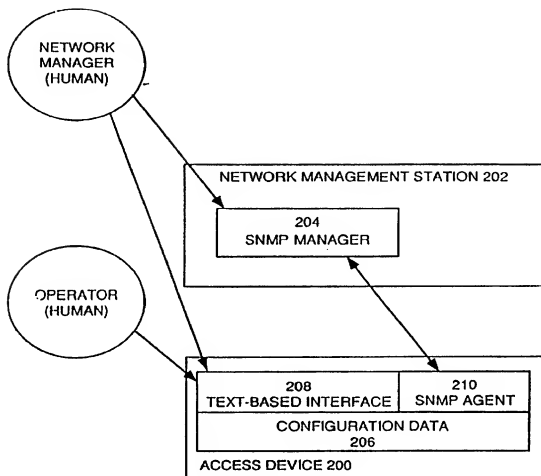 NETWORK
MANAGER
(HUMAN)
NETWORK MANAGEMENT STATION 202
204
SNMP MANAGER
OPERATOR
(HUMAN)
208
TEXT-BASED INTERFACE
210
SNMP AGENT
CONFIGURATION DATA
206
ACCESS DEVICE 200